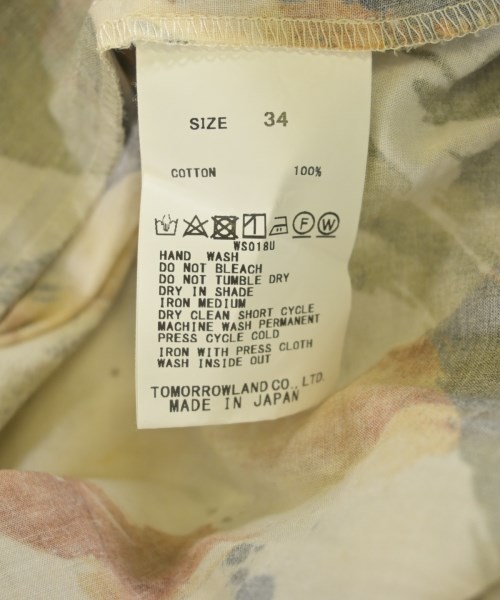 SIZE 34
COTTON 100%
F W
WS018U
HAND WASH
DO NOT BLEACH
DO NOT TUMBLE DRY
DRY IN SHADE
IRON MEDIUM
DRY CLEAN SHORT CYCLE
MACHINE WASH PERMANENT
PRESS CYCLE COLD
IRON WITH PRESS CLOTH
WASH INSIDE OUT
TOMORROWLAND CO., LTD.
MADE IN JAPAN